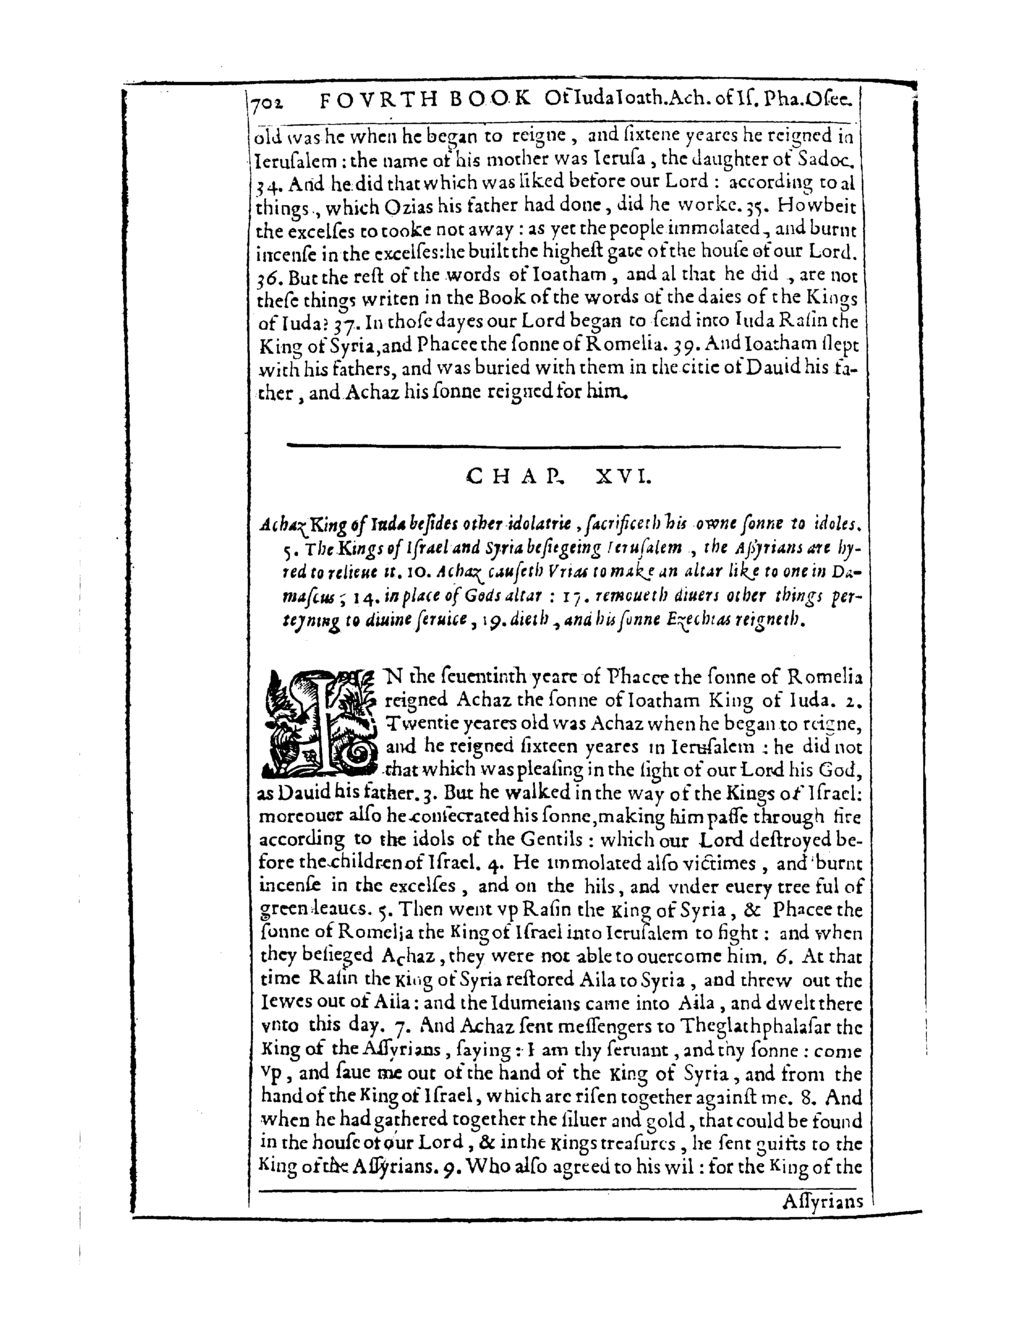 702 FOVRTH BOOK Of Iuda Ioath. Ach. of Iſ. Pha. Oſee.
old was he when he began to reigne, and ſixtene yeares he reigned in
Ieruſalem : the name of his mother was Ieruſa, the daughter of Sadoc.
34. And he did that which was liked before our Lord : according to al
things, which Ozias his father had done, did he worke. 35. Howbeit
the excelſes to tooke not away : as yet the people immolated, and burnt
incenſe in the excelſes: he built the higheſt gate of the houſe of our Lord.
36. But the reſt of the words of Ioatham, and al that he did, are not
theſe things writen in the Book of the words of the daies of the Kings
of Iuda? 37. In thoſe dayes our Lord began to ſend into Iuda Raſin the
King of Syria, and Phacee the ſonne of Romelia. 39. And Ioatham ſlept
with his fathers, and was buried with them in the citie of Dauid his fa-
ther, and Achaz his ſonne reigned for him.
CHAP. XVI.
Achaz King of Iuda beſides other idolatrie, ſacrificeth his owne ſonne to idoles.
5. The Kings of Iſrael and Syria beſiegeing Ieruſalem, the Aſſyrians are hy-
red to relieue it. 10. Achaz cauſeth Vrias to make an altar like to one in Da-
maſcus; 14. in place of Gods altar : 17. remoueth diuers other things per-
teyning to diuine ſeruice, 19. dieth, and his ſonne Ezechias reigneth.
IN the ſeuentinth yeare of Phacee the ſonne of Romelia
reigned Achaz the ſonne of Ioatham King of Iuda. 2.
Twentie yeares old was Achaz when he began to reigne,
and he reigned ſixteen yeares in Ieruſalem : he did not
that which was pleaſing in the ſight of our Lord his God,
as Dauid his father. 3. But he walked in the way of the Kings of Iſrael:
moreouer alſo he conſecrated his ſonne, making him paſſe through fire
according to the idols of the Gentils : which our Lord deſtroyed be-
fore the children of Iſrael. 4. He immolated alſo victimes, and burnt
incenſe in the excelſes, and on the hils, and vnder euery tree ful of
green leaues. 5. Then went vp Raſin the King of Syria, & Phacee the
ſonne of Romelia the King of Iſrael into Ieruſalem to fight : and when
they beſieged Achaz, they were not able to ouercome him. 6. At that
time Raſin the King of Syria reſtored Aila to Syria, and threw out the
Iewes out of Aila : and the Idumeians came into Aila, and dwelt there
vnto this day. 7. And Achaz ſent meſſengers to Theglathphalaſar the
King of the Aſſyrians, ſaying : I am thy ſeruant, and thy ſonne : come
vp, and ſaue me out of the hand of the King of Syria, and from the
hand of the King of Iſrael, which are riſen together againſt me. 8. And
when he had gathered together the ſiluer and gold, that could be found
in the houſe of our Lord, & in the Kings treaſures, he ſent guifts to the
King of the Aſſyrians. 9. Who alſo agreed to his wil : for the King of the
Aſſyrians